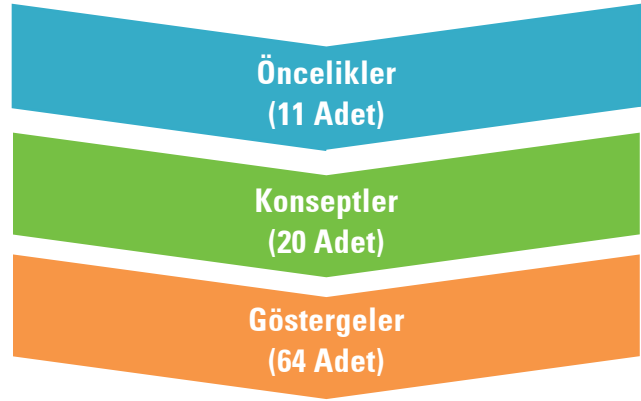 Öncelikler
(11 Adet)
Konseptler
(20 Adet)
Göstergeler
(64 Adet)